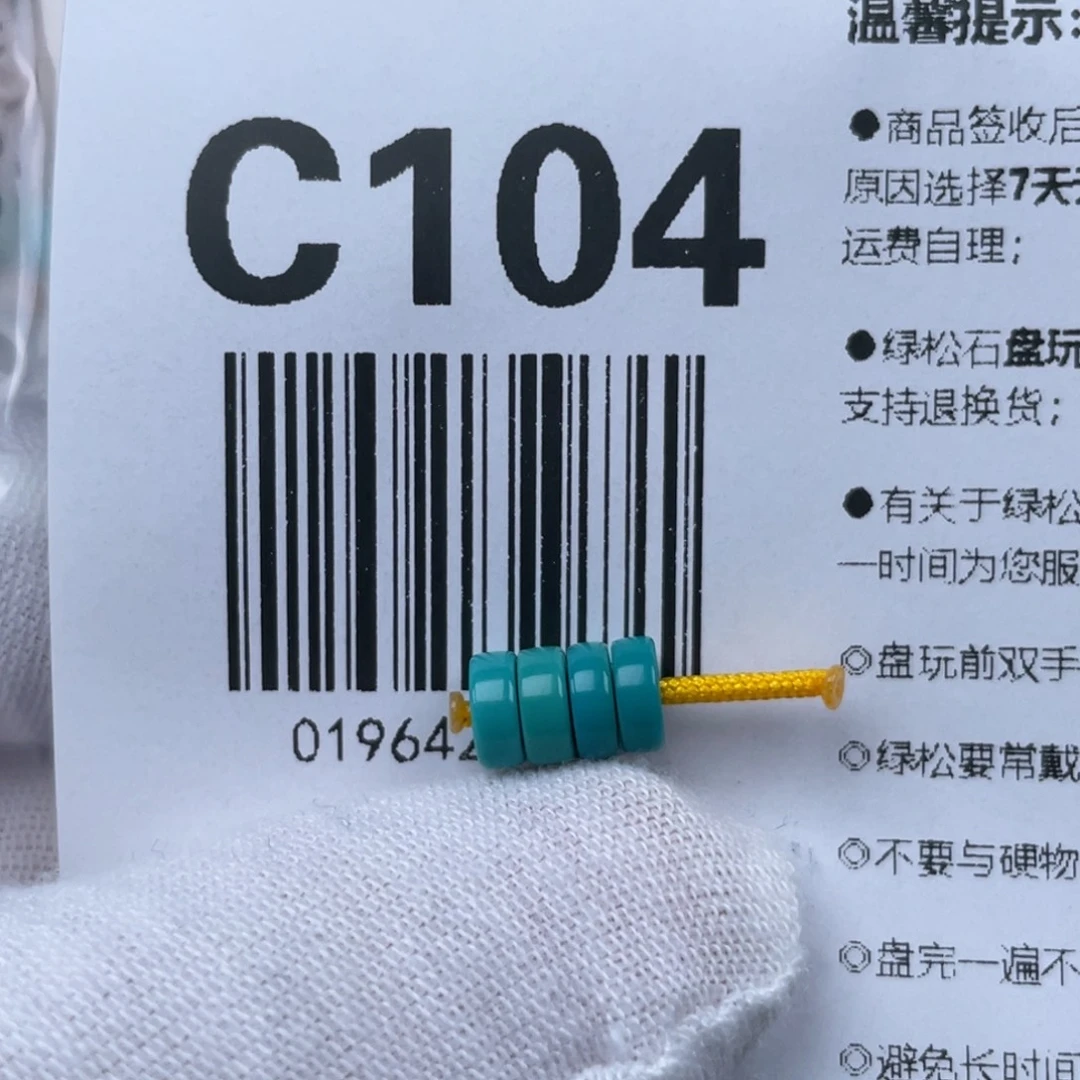 C104
01964
温馨提示:
●商品签收后
原因选择7天
运费自理；
●绿松石盘玩
支持退换货；
●有关于绿松
一时间为您服
◎盘玩前双手
◎绿松要常戴
◎不要与硬物
◎盘完一遍不
◎避免长时间